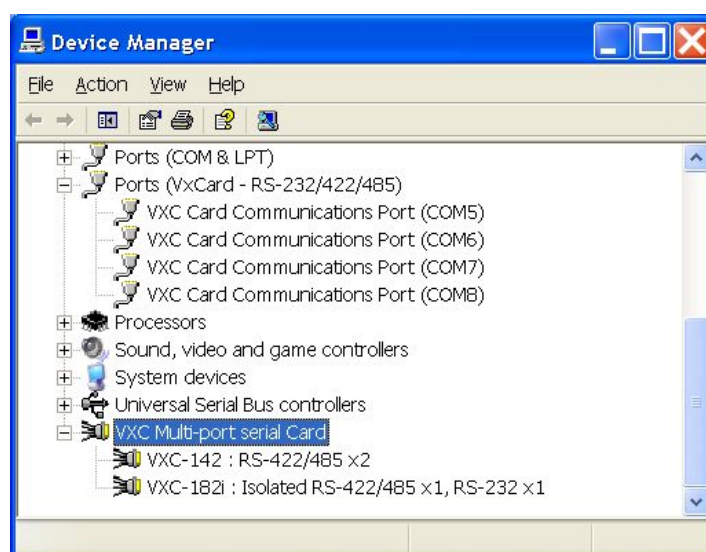 Device Manager
File Action View Help
Ports (COM & LPT)
Ports (VxCard - RS-232/422/485)
VXC Card Communications Port (COM5)
VXC Card Communications Port (COM6)
VXC Card Communications Port (COM7)
VXC Card Communications Port (COM8)
Processors
Sound, video and game controllers
System devices
Universal Serial Bus controllers
VXC Multi-port serial Card
VXC-142 : RS-422/485 x2
VXC-182i : Isolated RS-422/485 x1, RS-232 x1